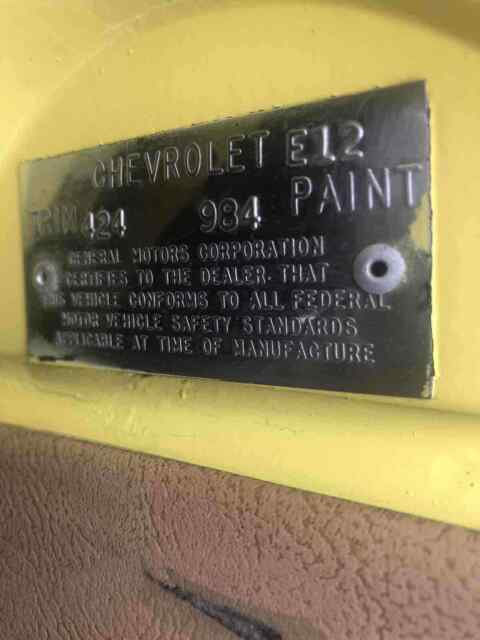 CHEVROLET E12
TRIM 424 984 PAINT
GENERAL MOTORS CORPORATION
CERTIFIES TO THE DEALER THAT
THIS VEHICLE CONFORMS TO ALL FEDERAL
MOTOR VEHICLE SAFETY STANDARDS
APPLICABLE AT TIME OF MANUFACTURE